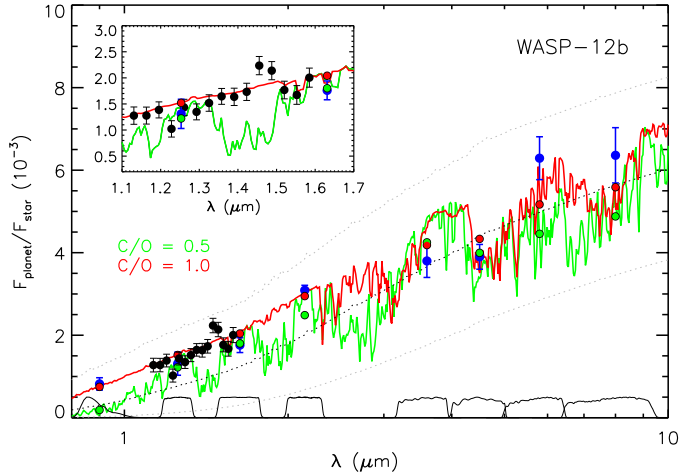 WASP-12b
10
8
6
4
2
0
F_planet/F_star (10^-3)
3.0
2.5
2.0
1.5
1.0
0.5
1.1 1.2 1.3 1.4 1.5 1.6 1.7
λ (μm)
C/O = 0.5
C/O = 1.0
1 10
λ (μm)